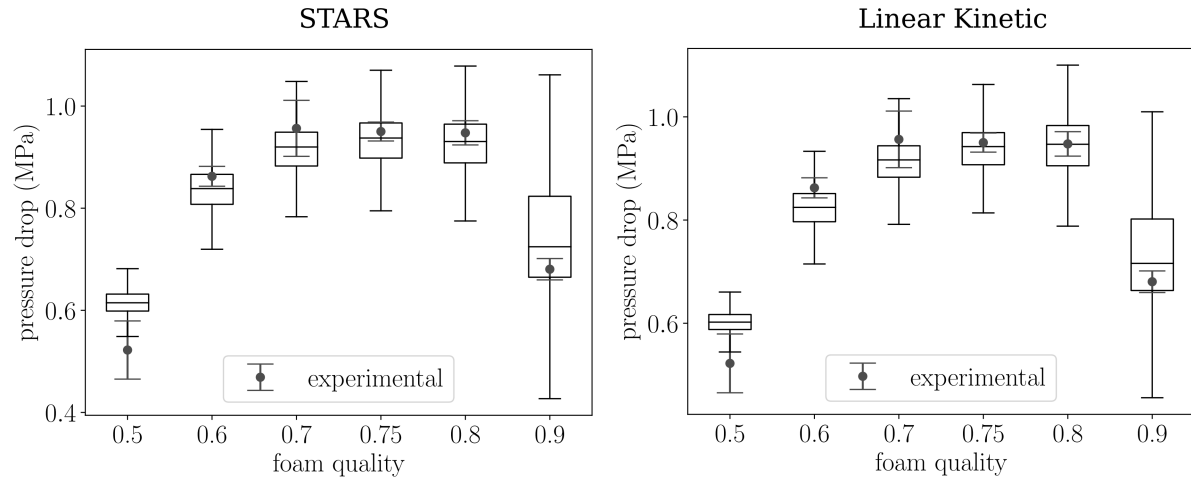 STARS
pressure drop (MPa)
1.0
0.8
0.6
0.4
experimental
0.5 0.6 0.7 0.75 0.8 0.9
foam quality
Linear Kinetic
pressure drop (MPa)
1.0
0.8
0.6
experimental
0.5 0.6 0.7 0.75 0.8 0.9
foam quality